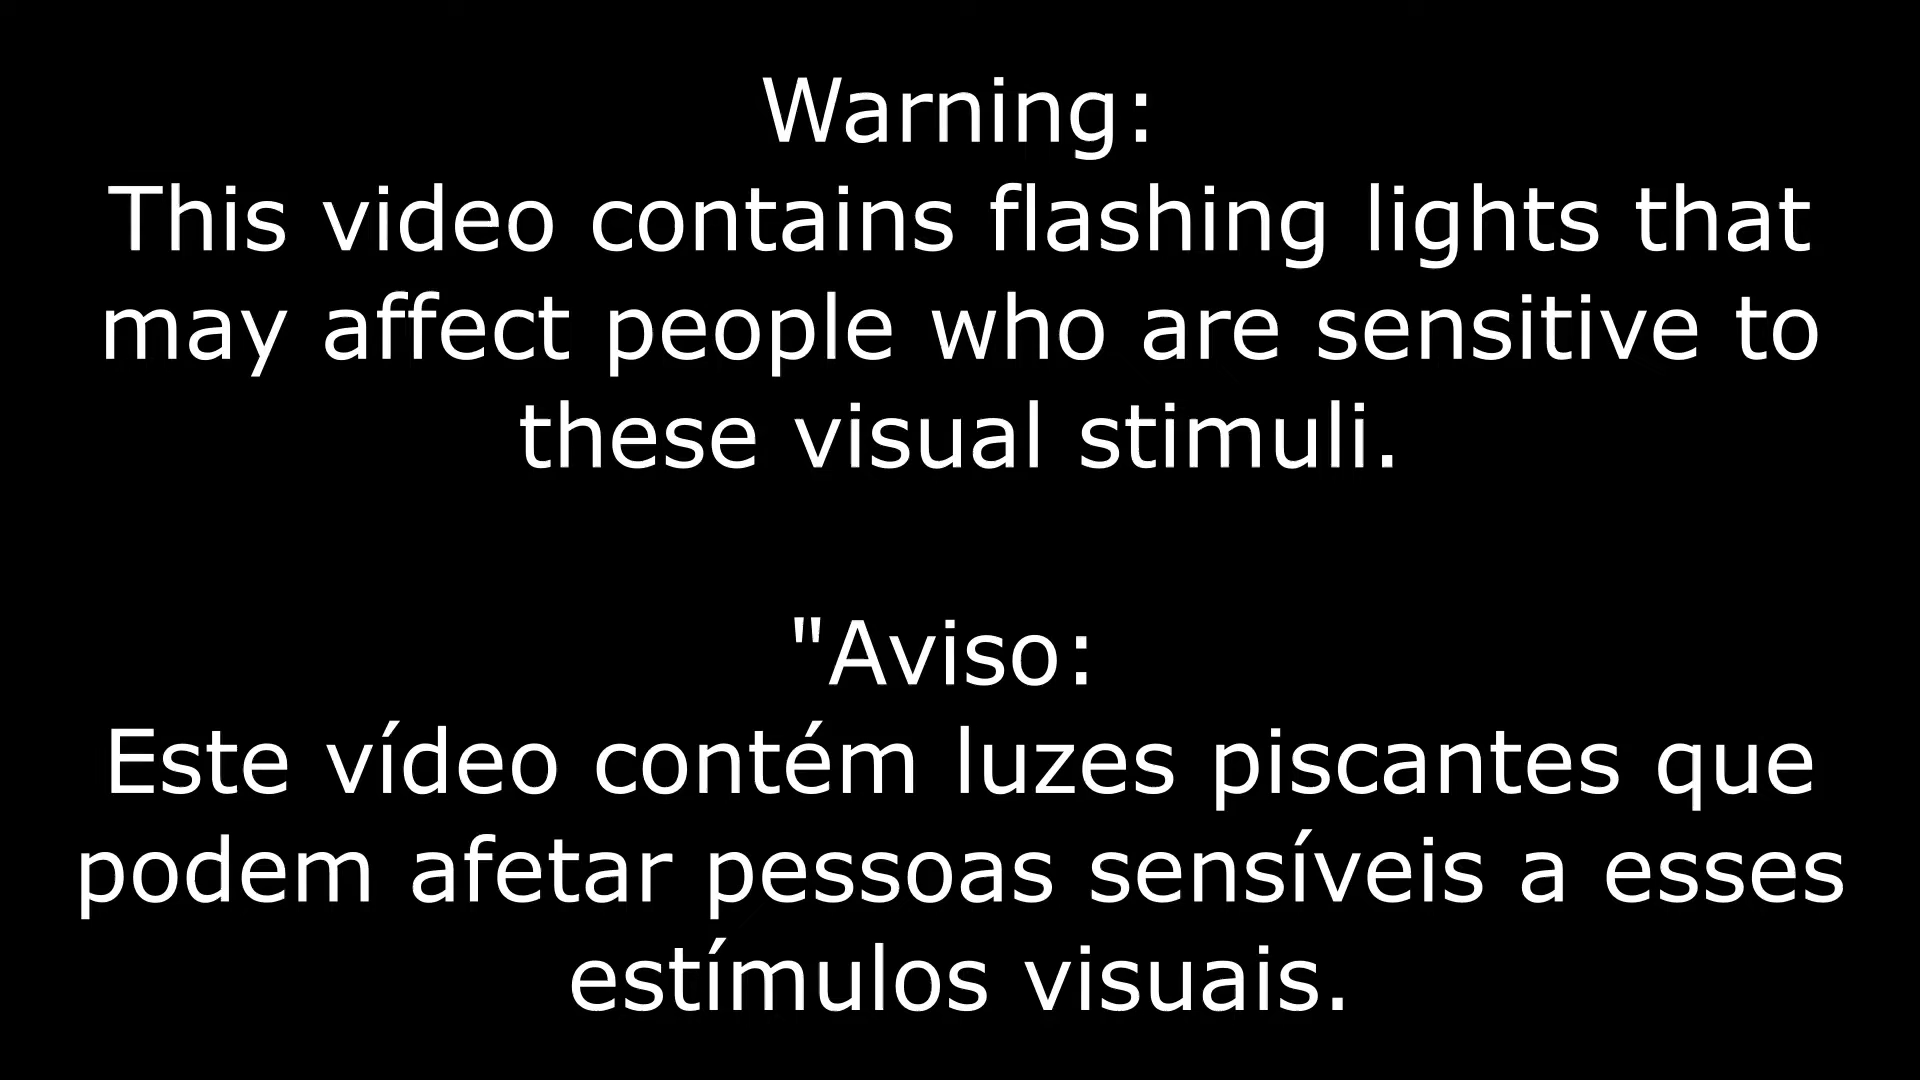 Warning:
This video contains flashing lights that
may affect people who are sensitive to
these visual stimuli.
"Aviso:
Este vídeo contém luzes piscantes que
podem afetar pessoas sensíveis a esses
estímulos visuais.